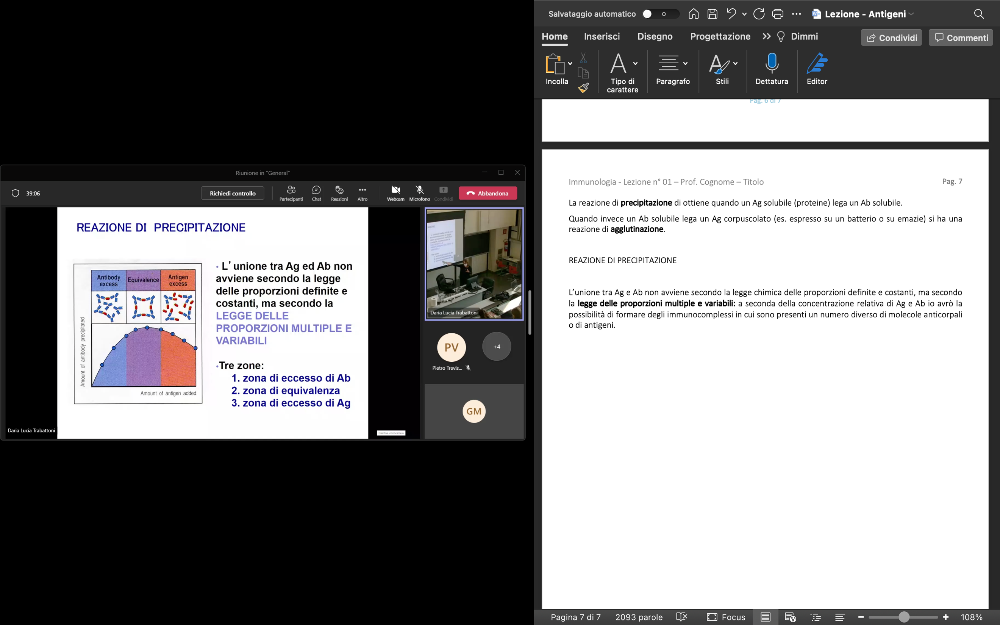 Riunione in "General"
39:06
Richiedi controllo
Partecipanti
Chat
Reazioni
Altro
Webcam
Microfono
Condividi
Abbandona
REAZIONE DI PRECIPITAZIONE
Antibody excess
Equivalence
Antigen excess
Amount of antibody precipitated
Amount of antigen added
• L’ unione tra Ag ed Ab non
avviene secondo la legge
delle proporzioni definite e
costanti, ma secondo la
LEGGE DELLE
PROPORZIONI MULTIPLE E
VARIABILI
•Tre zone:
1. zona di eccesso di Ab
2. zona di equivalenza
3. zona di eccesso di Ag
Daria Lucia Trabattoni
Disattiva videocamera
Daria Lucia Trabattoni
PV
+4
Pietro Trevis...
GM
Salvataggio automatico
O
Lezione - Antigeni
Home
Inserisci
Disegno
Progettazione
Dimmi
Condividi
Commenti
Incolla
Tipo di
carattere
Paragrafo
Stili
Dettatura
Editor
Pag. 6 di 7
Immunologia - Lezione n° 01 – Prof. Cognome – Titolo
Pag. 7
La reazione di precipitazione di ottiene quando un Ag solubile (proteine) lega un Ab solubile.
Quando invece un Ab solubile lega un Ag corpuscolato (es. espresso su un batterio o su emazie) si ha una
reazione di agglutinazione.
REAZIONE DI PRECIPITAZIONE
L’unione tra Ag e Ab non avviene secondo la legge chimica delle proporzioni definite e costanti, ma secondo
la legge delle proporzioni multiple e variabili: a seconda della concentrazione relativa di Ag e Ab io avrò la
possibilità di formare degli immunocomplessi in cui sono presenti un numero diverso di molecole anticorpali
o di antigeni.
Pagina 7 di 7
2093 parole
Focus
108%